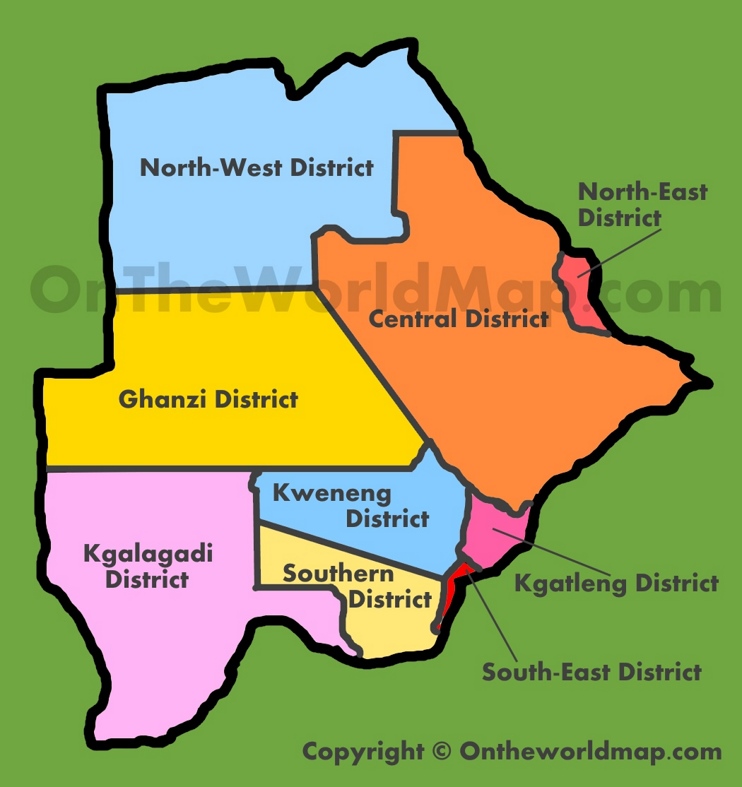 North-West District
North-East
District
OnTheWorldMap.com
Central District
Ghanzi District
Kweneng
District
Kgalagadi
District
Southern
District
Kgatleng District
South-East District
Copyright © Ontheworldmap.com